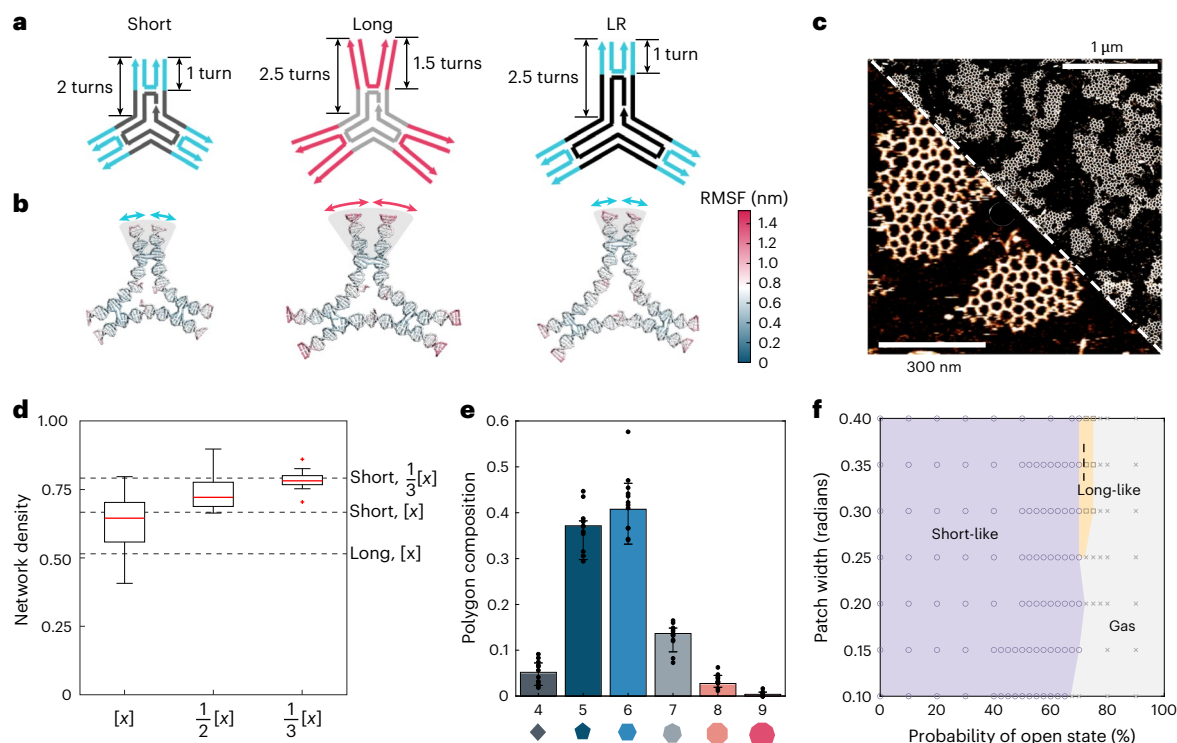 a
Short
Long
LR
2 turns
1 turn
2.5 turns
1.5 turns
2.5 turns
1 turn
b
RMSF (nm)
1.4
1.2
1.0
0.8
0.6
0.4
0.2
0
c
1 µm
300 nm
d
Network density
1.00
0.75
0.50
0.25
0
Short, 1/3[x]
Short, [x]
Long, [x]
[x]
1/2 [x]
1/3 [x]
e
Polygon composition
0.6
0.5
0.4
0.3
0.2
0.1
0
4 5 6 7 8 9
f
Patch width (radians)
0.40
0.35
0.30
0.25
0.20
0.15
0.10
Short-like
Long-like
Gas
0 20 40 60 80 100
Probability of open state (%)